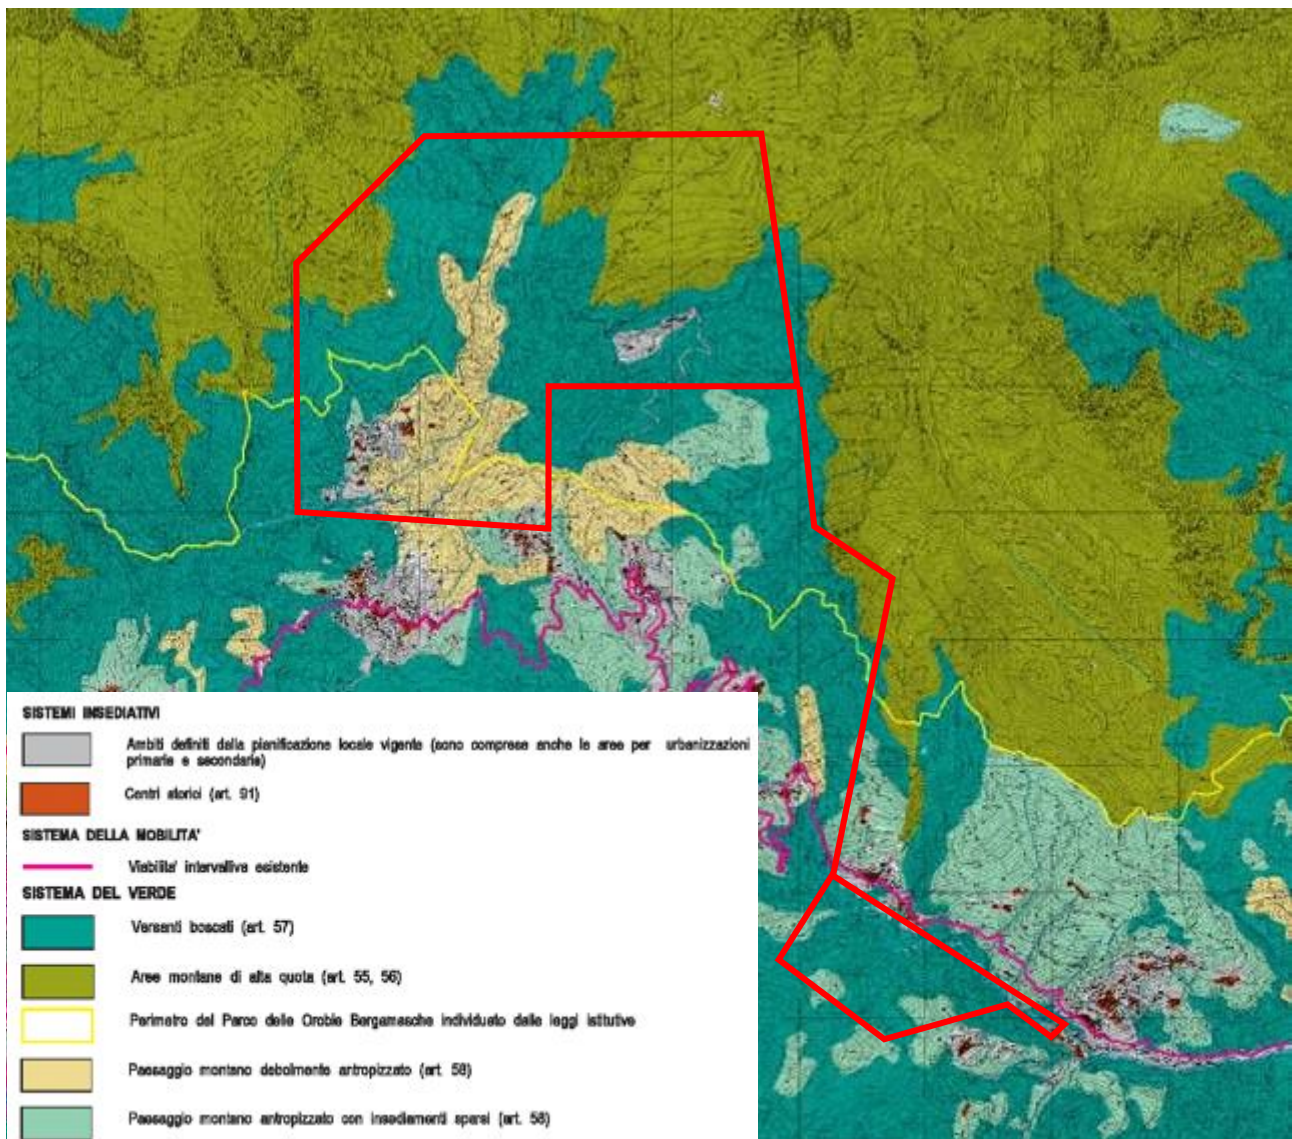 SISTEMI INSEDIATIVI
Ambiti definiti dalla pianificazione locale vigente (sono comprese anche le aree per urbanizzazioni
primarie e secondarie)
Centri storici (art. 91)
SISTEMA DELLA MOBILITA'
Viabilita' intervalliva esistente
SISTEMA DEL VERDE
Versanti boscati (art. 57)
Aree montane di alta quota (art. 55, 56)
Perimetro del Parco delle Orobie Bergamasche individuato dalle leggi istitutive
Paesaggio montano debolmente antropizzato (art 58)
Paesaggio montano antropizzato con insediamenti sparsi (art. 58)